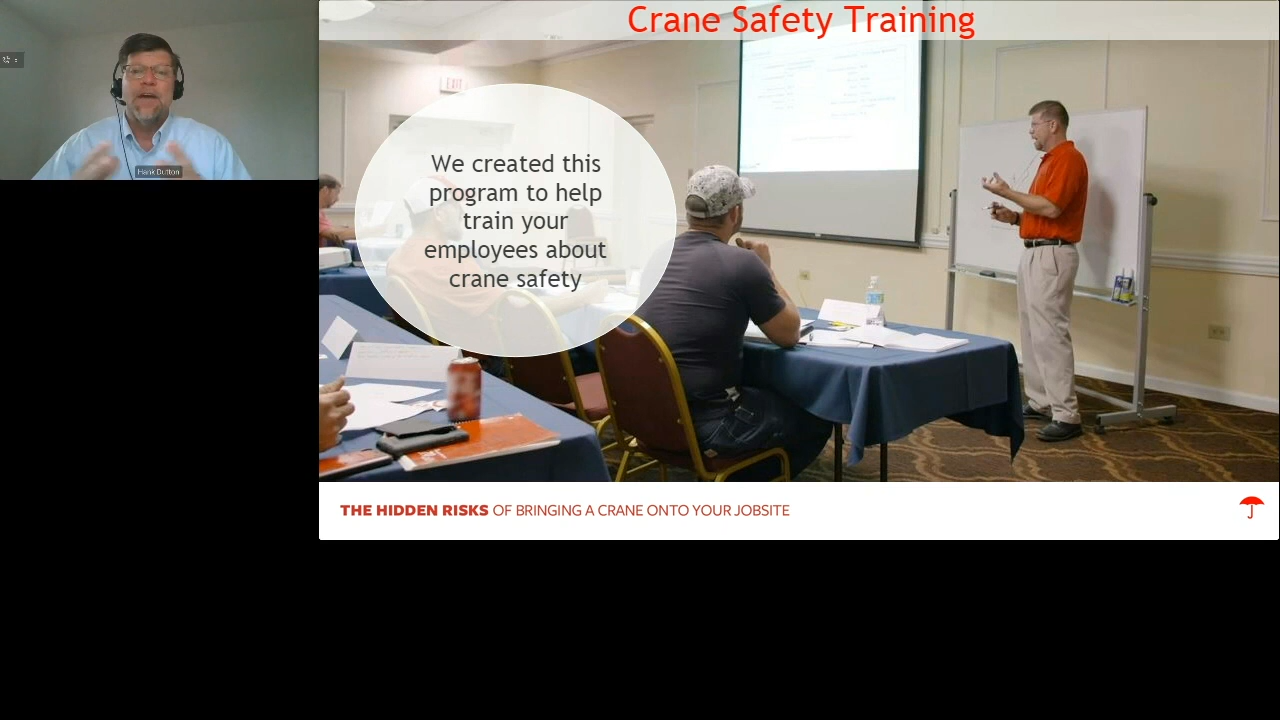 Crane Safety Training
EXIT
We created this
program to help
train your
employees about
crane safety
Hank Dutton
THE HIDDEN RISKS OF BRINGING A CRANE ONTO YOUR JOBSITE